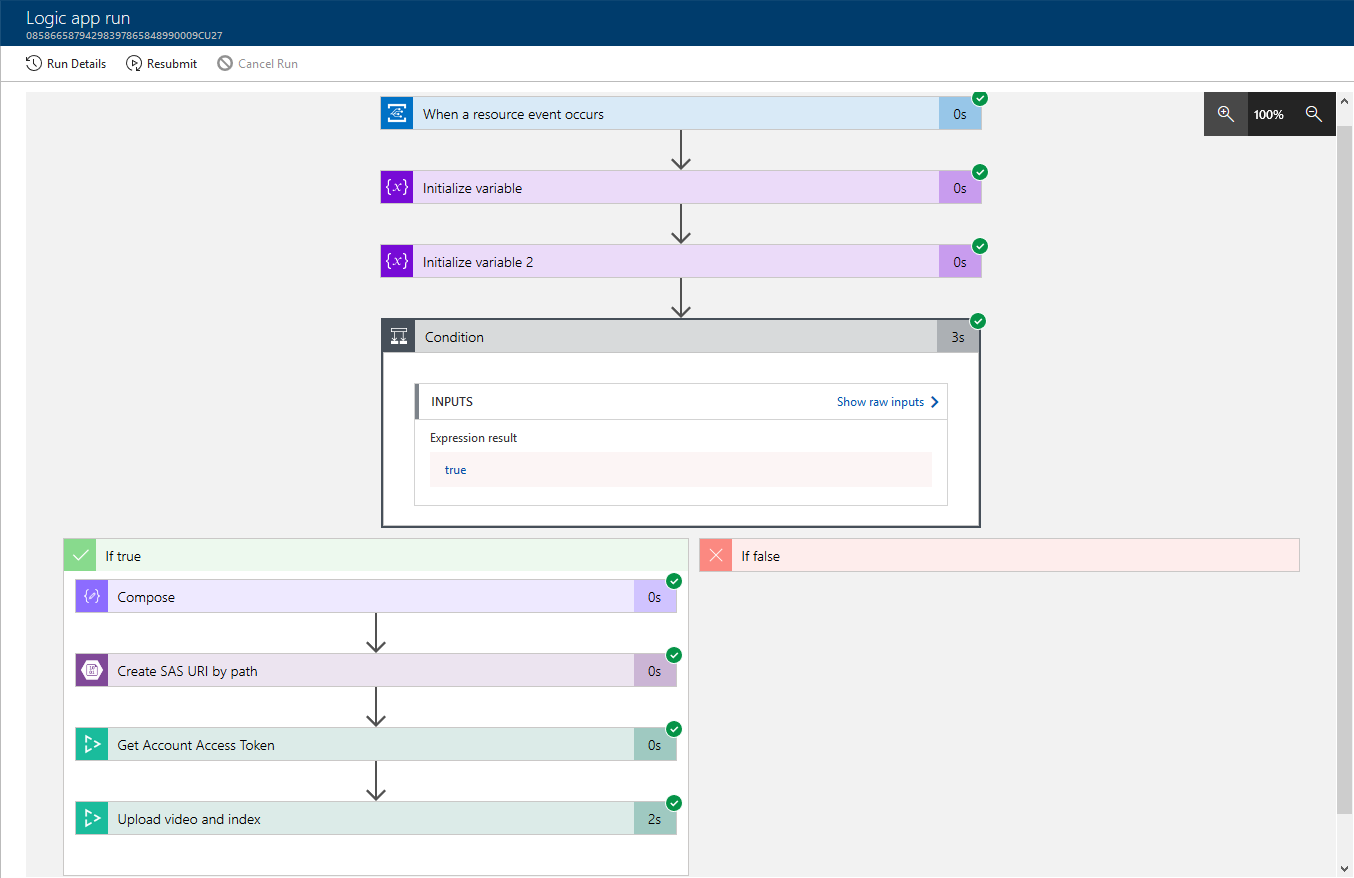 Logic app run
08586658794298397865848990009CU27
Run Details Resubmit Cancel Run
100%
When a resource event occurs 0s
{x} Initialize variable 0s
{x} Initialize variable 2 0s
Condition 3s
INPUTS Show raw inputs
Expression result
true
If true
If false
Compose 0s
Create SAS URI by path 0s
Get Account Access Token 0s
Upload video and index 2s